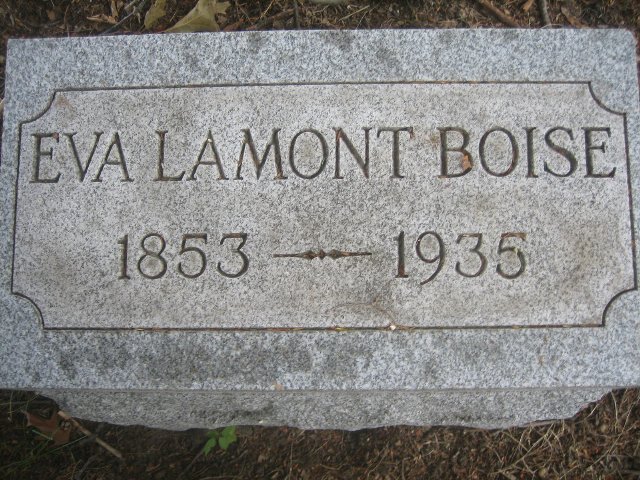 EVA LAMONT BOISE
1853 — 1935